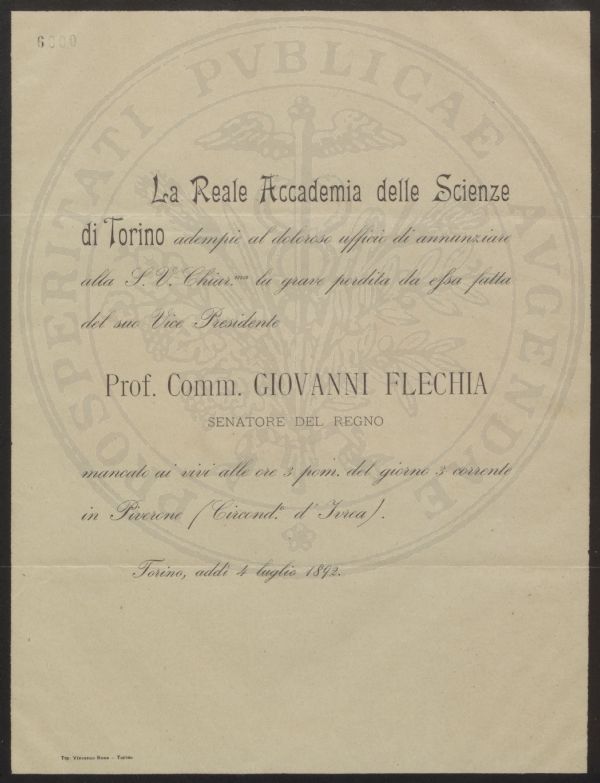 6000
PROSPERITATI PVBLICAE AVGENDAE
La Reale Accademia delle Scienze
di Torino adempie al doloroso ufficio di annunziare
alla S. V. Chiar.ma la grave perdita da essa fatta
del suo Vice Presidente
Prof. Comm. GIOVANNI FLECHIA
SENATORE DEL REGNO
mancato ai vivi alle ore 3 pom. del giorno 3 corrente
in Piverone (Circond.o d'Ivrea).
Torino, addì 4 luglio 1892.
Tip. Vincenzo Bona - Torino